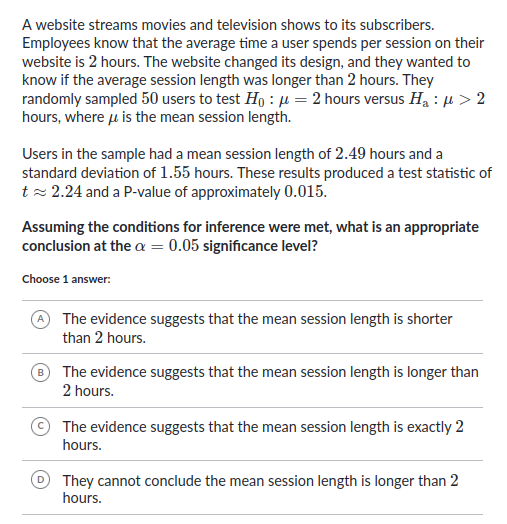 A website streams movies and television shows to its subscribers.
Employees know that the average time a user spends per session on their
website is 2 hours. The website changed its design, and they wanted to
know if the average session length was longer than 2 hours. They
randomly sampled 50 users to test H₀ : μ = 2 hours versus Hₐ : μ > 2
hours, where μ is the mean session length.
Users in the sample had a mean session length of 2.49 hours and a
standard deviation of 1.55 hours. These results produced a test statistic of
t ≈ 2.24 and a P-value of approximately 0.015.
Assuming the conditions for inference were met, what is an appropriate
conclusion at the α = 0.05 significance level?
Choose 1 answer:
A The evidence suggests that the mean session length is shorter
than 2 hours.
B The evidence suggests that the mean session length is longer than
2 hours.
C The evidence suggests that the mean session length is exactly 2
hours.
D They cannot conclude the mean session length is longer than 2
hours.